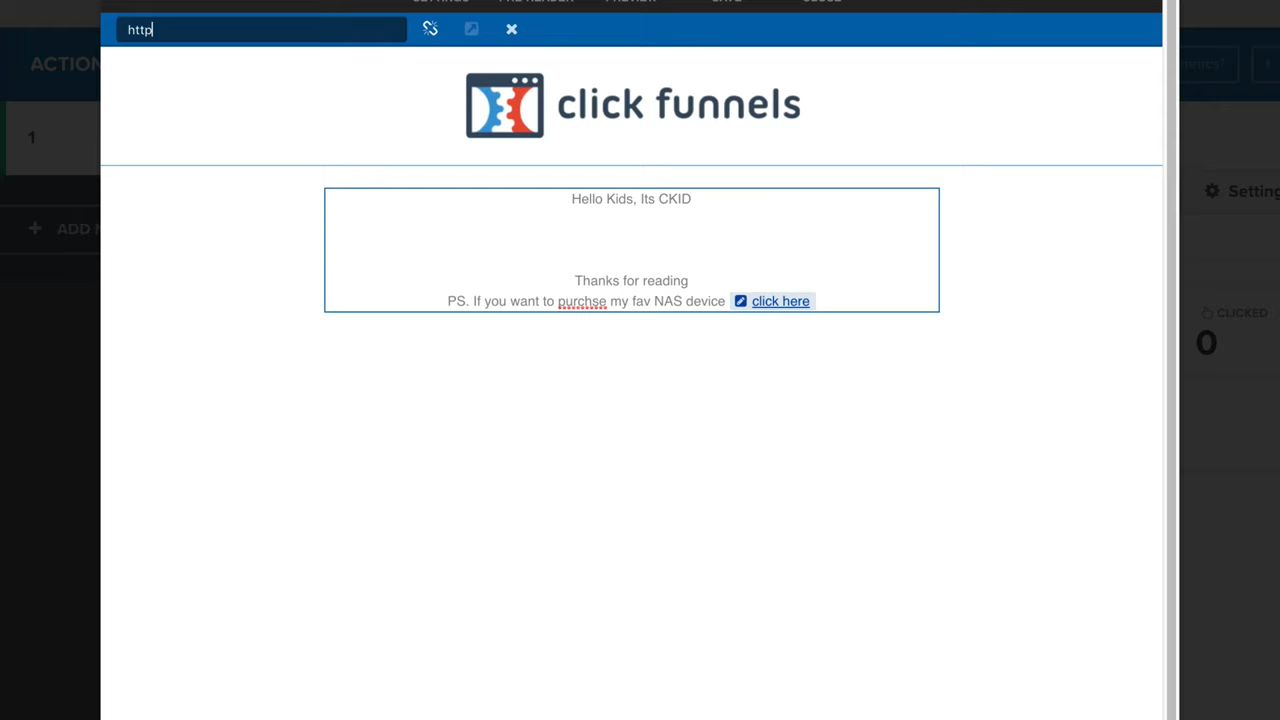 http
ACTION
click funnels
1
Hello Kids, Its CKID
Settin
ADD
Thanks for reading
PS. If you want to purchse my fav NAS device click here
CLICKED
0